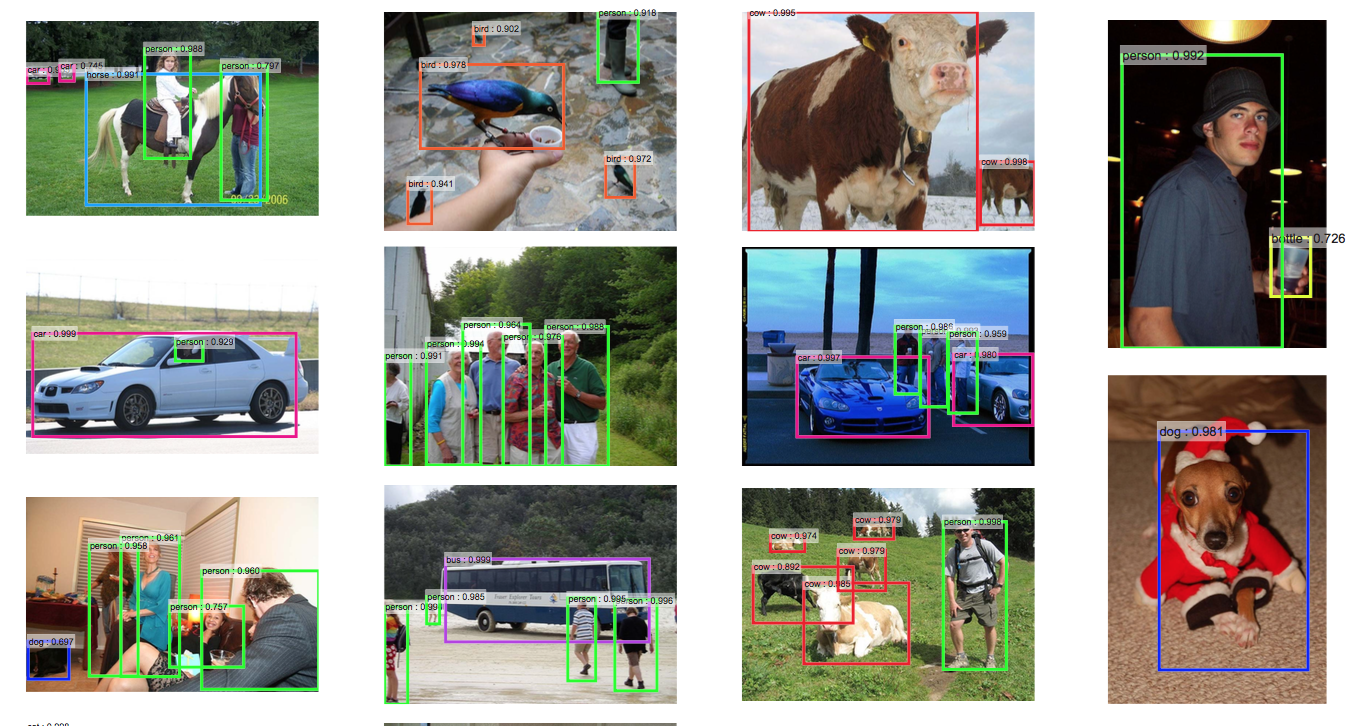 person : 0.988
car : 0.745
person : 0.797
horse : 0.991
2006
person : 0.918
bird : 0.902
bird : 0.978
bird : 0.972
bird : 0.941
cow : 0.995
cow : 0.998
person : 0.992
bottle : 0.726
car : 0.999
person : 0.929
person : 0.964
person : 0.988
person : 0.976
person : 0.994
person : 0.991
person : 0.959
car : 0.997
car : 0.980
dog : 0.981
person : 0.961
person : 0.958
person : 0.960
person : 0.757
dog : 0.697
bus : 0.999
person : 0.985
person : 0.995
person : 0.996
cow : 0.979
cow : 0.974
cow : 0.979
cow : 0.892
cow : 0.985
person : 0.998